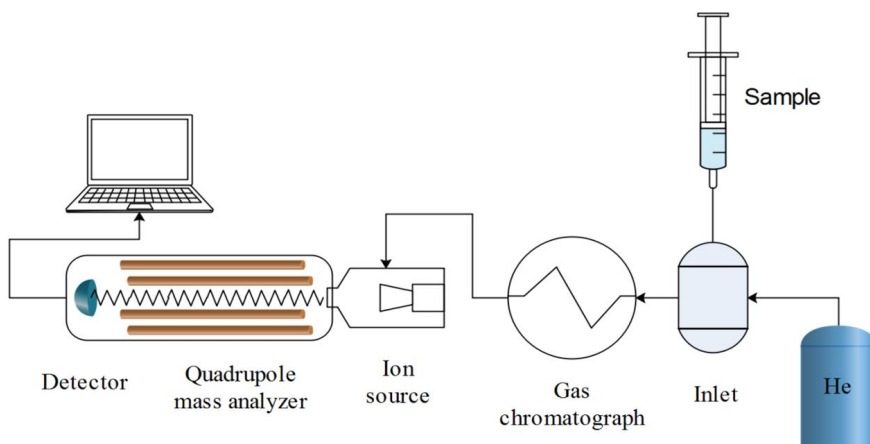 Sample
Detector
Quadrupole
mass analyzer
Ion
source
Gas
chromatograph
Inlet
He